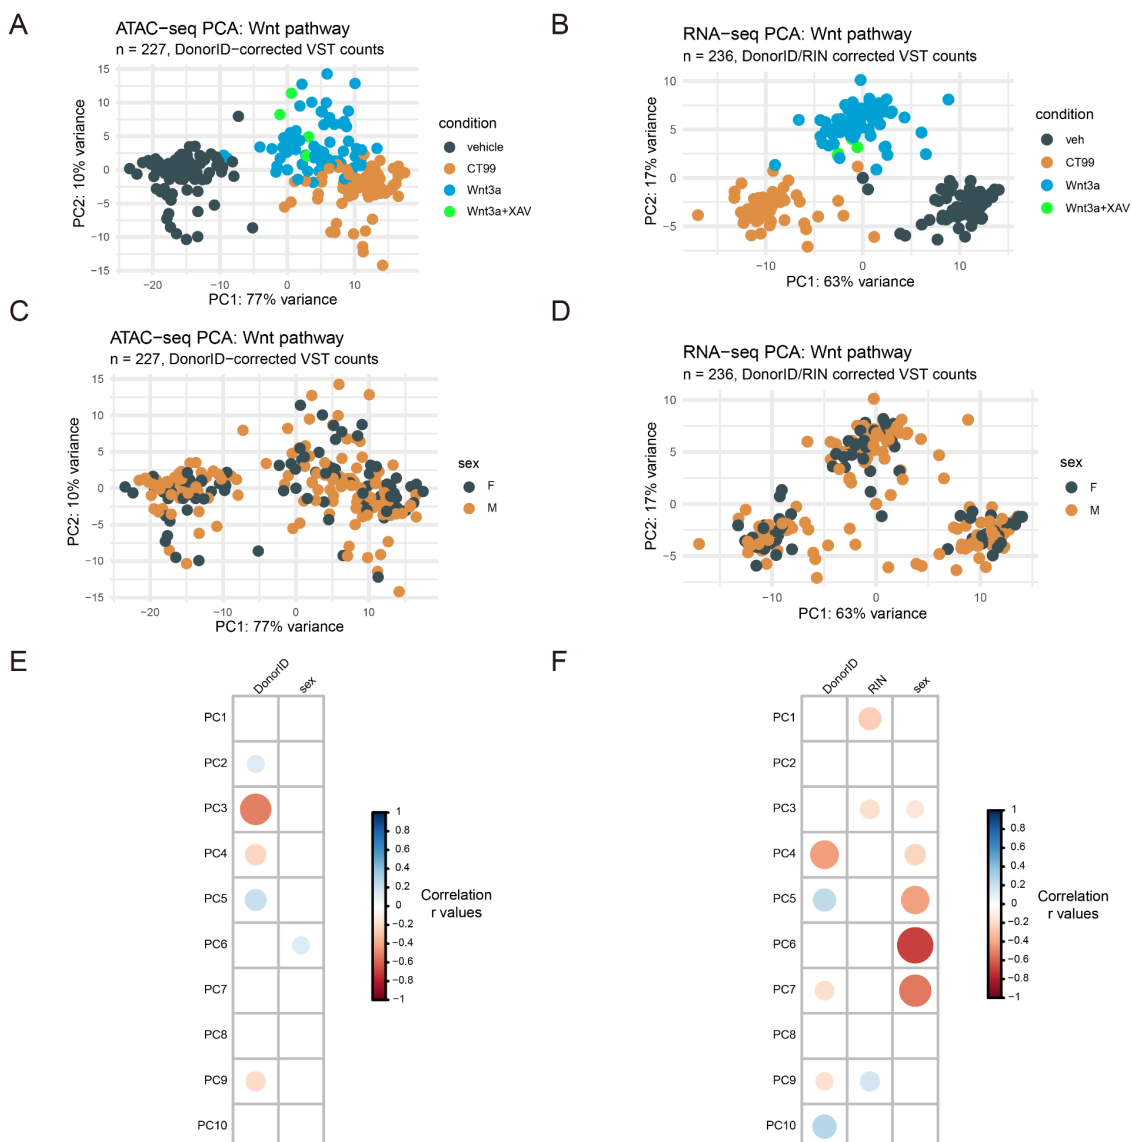 A
ATAC−seq PCA: Wnt pathway
n = 227, DonorID−corrected VST counts
15
10
5
0
−5
−10
−15
PC2: 10% variance
−20
−10
0
10
PC1: 77% variance
condition
vehicle
CT99
Wnt3a
Wnt3a+XAV
B
RNA−seq PCA: Wnt pathway
n = 236, DonorID/RIN corrected VST counts
10
5
0
−5
PC2: 17% variance
−10
0
10
PC1: 63% variance
condition
veh
CT99
Wnt3a
Wnt3a+XAV
C
ATAC−seq PCA: Wnt pathway
n = 227, DonorID−corrected VST counts
15
10
5
0
−5
−10
−15
PC2: 10% variance
−20
−10
0
10
PC1: 77% variance
sex
F
M
D
RNA−seq PCA: Wnt pathway
n = 236, DonorID/RIN corrected VST counts
10
5
0
−5
PC2: 17% variance
−10
0
10
PC1: 63% variance
sex
F
M
E
DonorID
sex
PC1
PC2
PC3
PC4
PC5
PC6
PC7
PC8
PC9
PC10
1
0.8
0.6
0.4
0.2
0
−0.2
−0.4
−0.6
−0.8
−1
Correlation
r values
F
DonorID
RIN
sex
PC1
PC2
PC3
PC4
PC5
PC6
PC7
PC8
PC9
PC10
1
0.8
0.6
0.4
0.2
0
−0.2
−0.4
−0.6
−0.8
−1
Correlation
r values